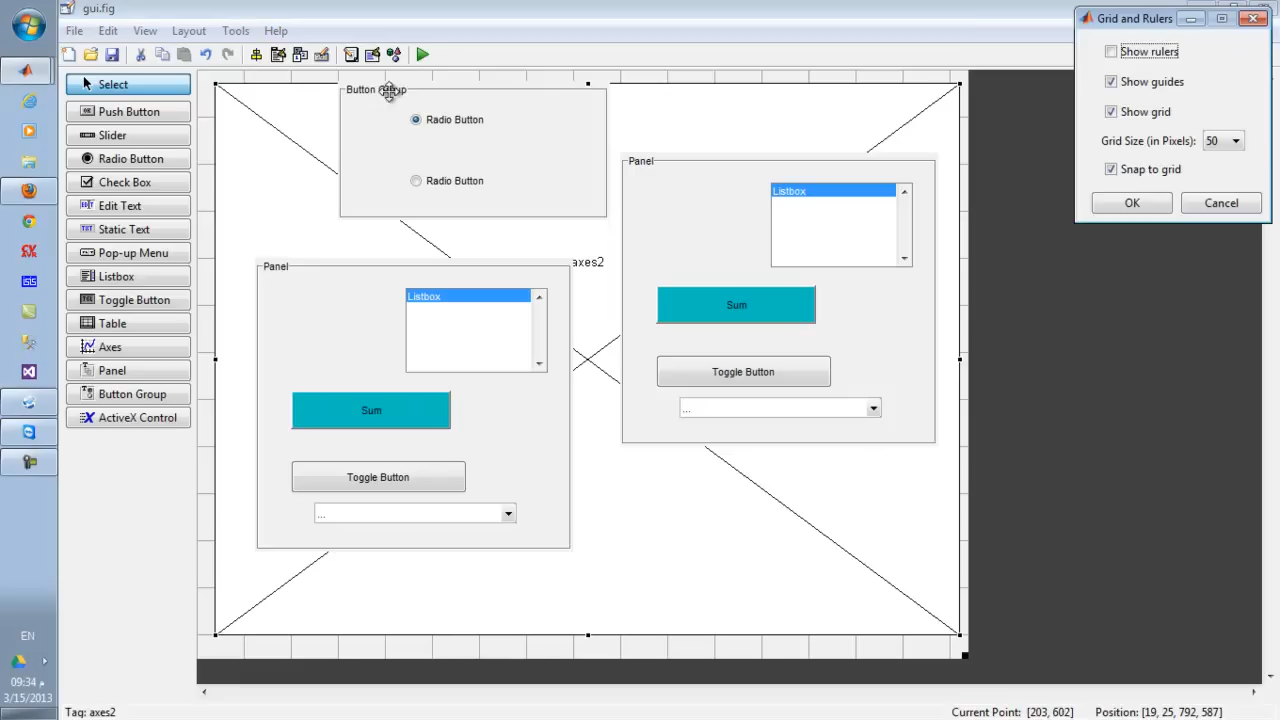 gui.fig
Grid and Rulers
File Edit View Layout Tools Help
Select
Push Button
Slider
Radio Button
Check Box
Edit Text
Static Text
Pop-up Menu
Listbox
Toggle Button
Table
Axes
Panel
Button Group
ActiveX Control
Button Group
Radio Button
Radio Button
axes2
Panel
Listbox
Sum
Toggle Button
...
Panel
Listbox
Sum
Toggle Button
...
Show rulers
Show guides
Show grid
Grid Size (in Pixels): 50
Snap to grid
OK Cancel
EN
09:34 م
3/15/2013
Tag: axes2
Current Point: [203, 602] Position: [19, 25, 792, 587]